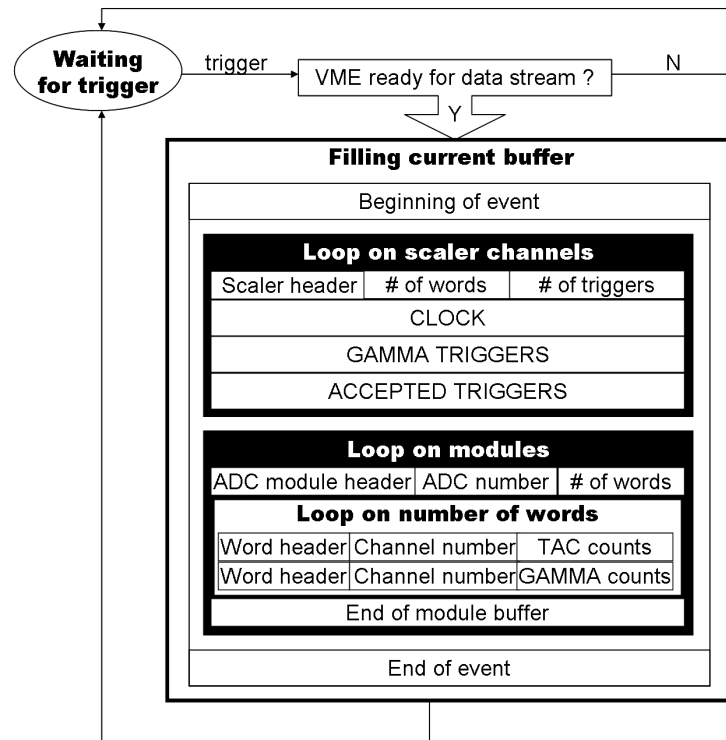 Waiting
for trigger
trigger
VME ready for data stream ?
N
Y
Filling current buffer
Beginning of event
Loop on scaler channels
Scaler header # of words # of triggers
CLOCK
GAMMA TRIGGERS
ACCEPTED TRIGGERS
Loop on modules
ADC module header ADC number # of words
Loop on number of words
Word header Channel number TAC counts
Word header Channel number GAMMA counts
End of module buffer
End of event